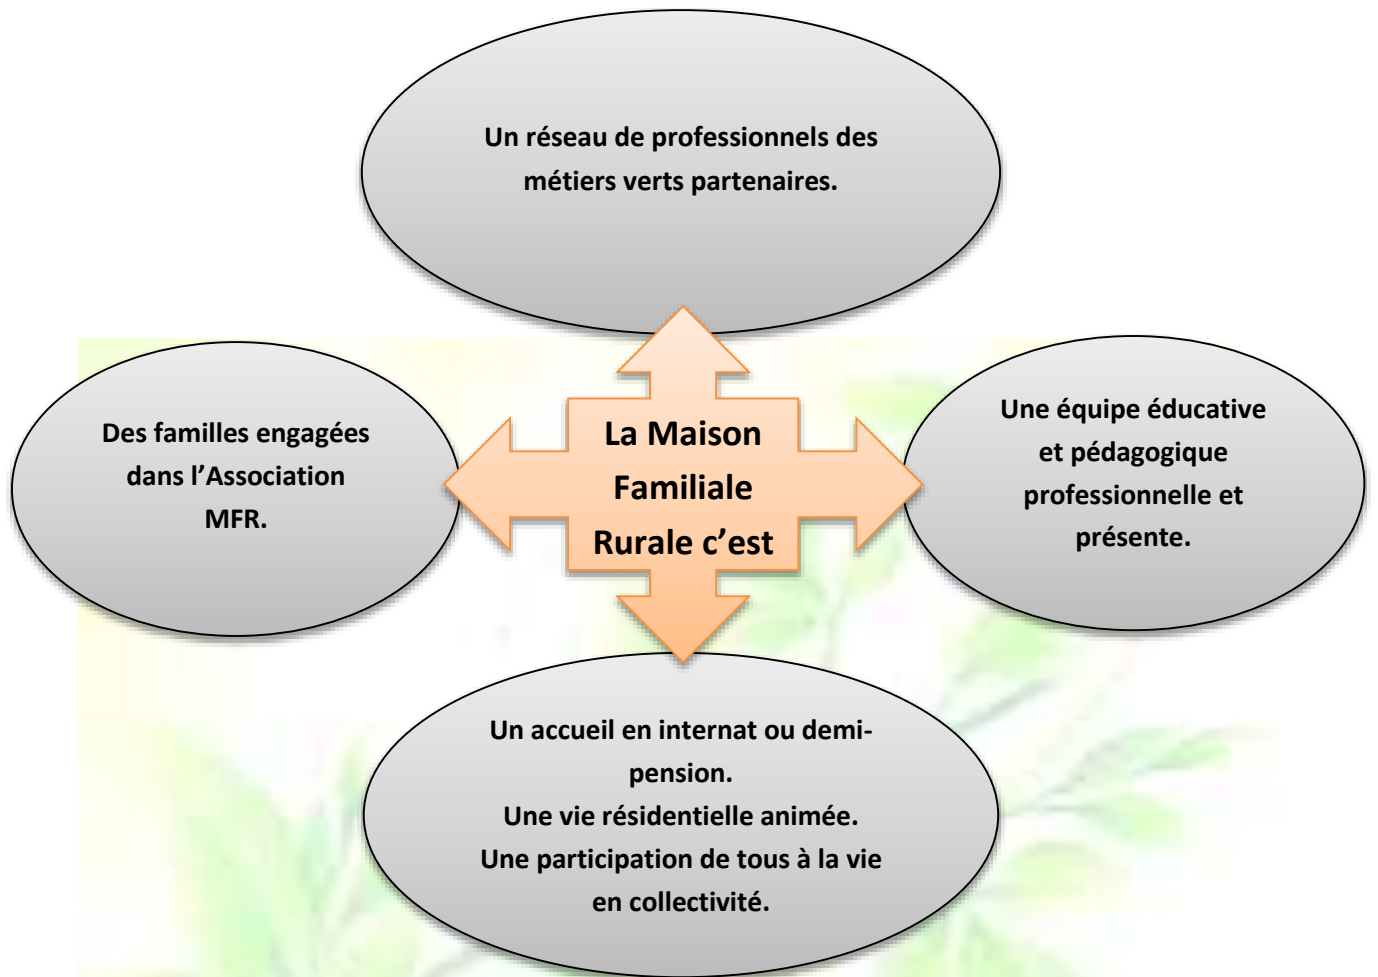 Un réseau de professionnels des
métiers verts partenaires.
Des familles engagées
dans l’Association
MFR.
La Maison
Familiale
Rurale c’est
Une équipe éducative
et pédagogique
professionnelle et
présente.
Un accueil en internat ou demi-
pension.
Une vie résidentielle animée.
Une participation de tous à la vie
en collectivité.